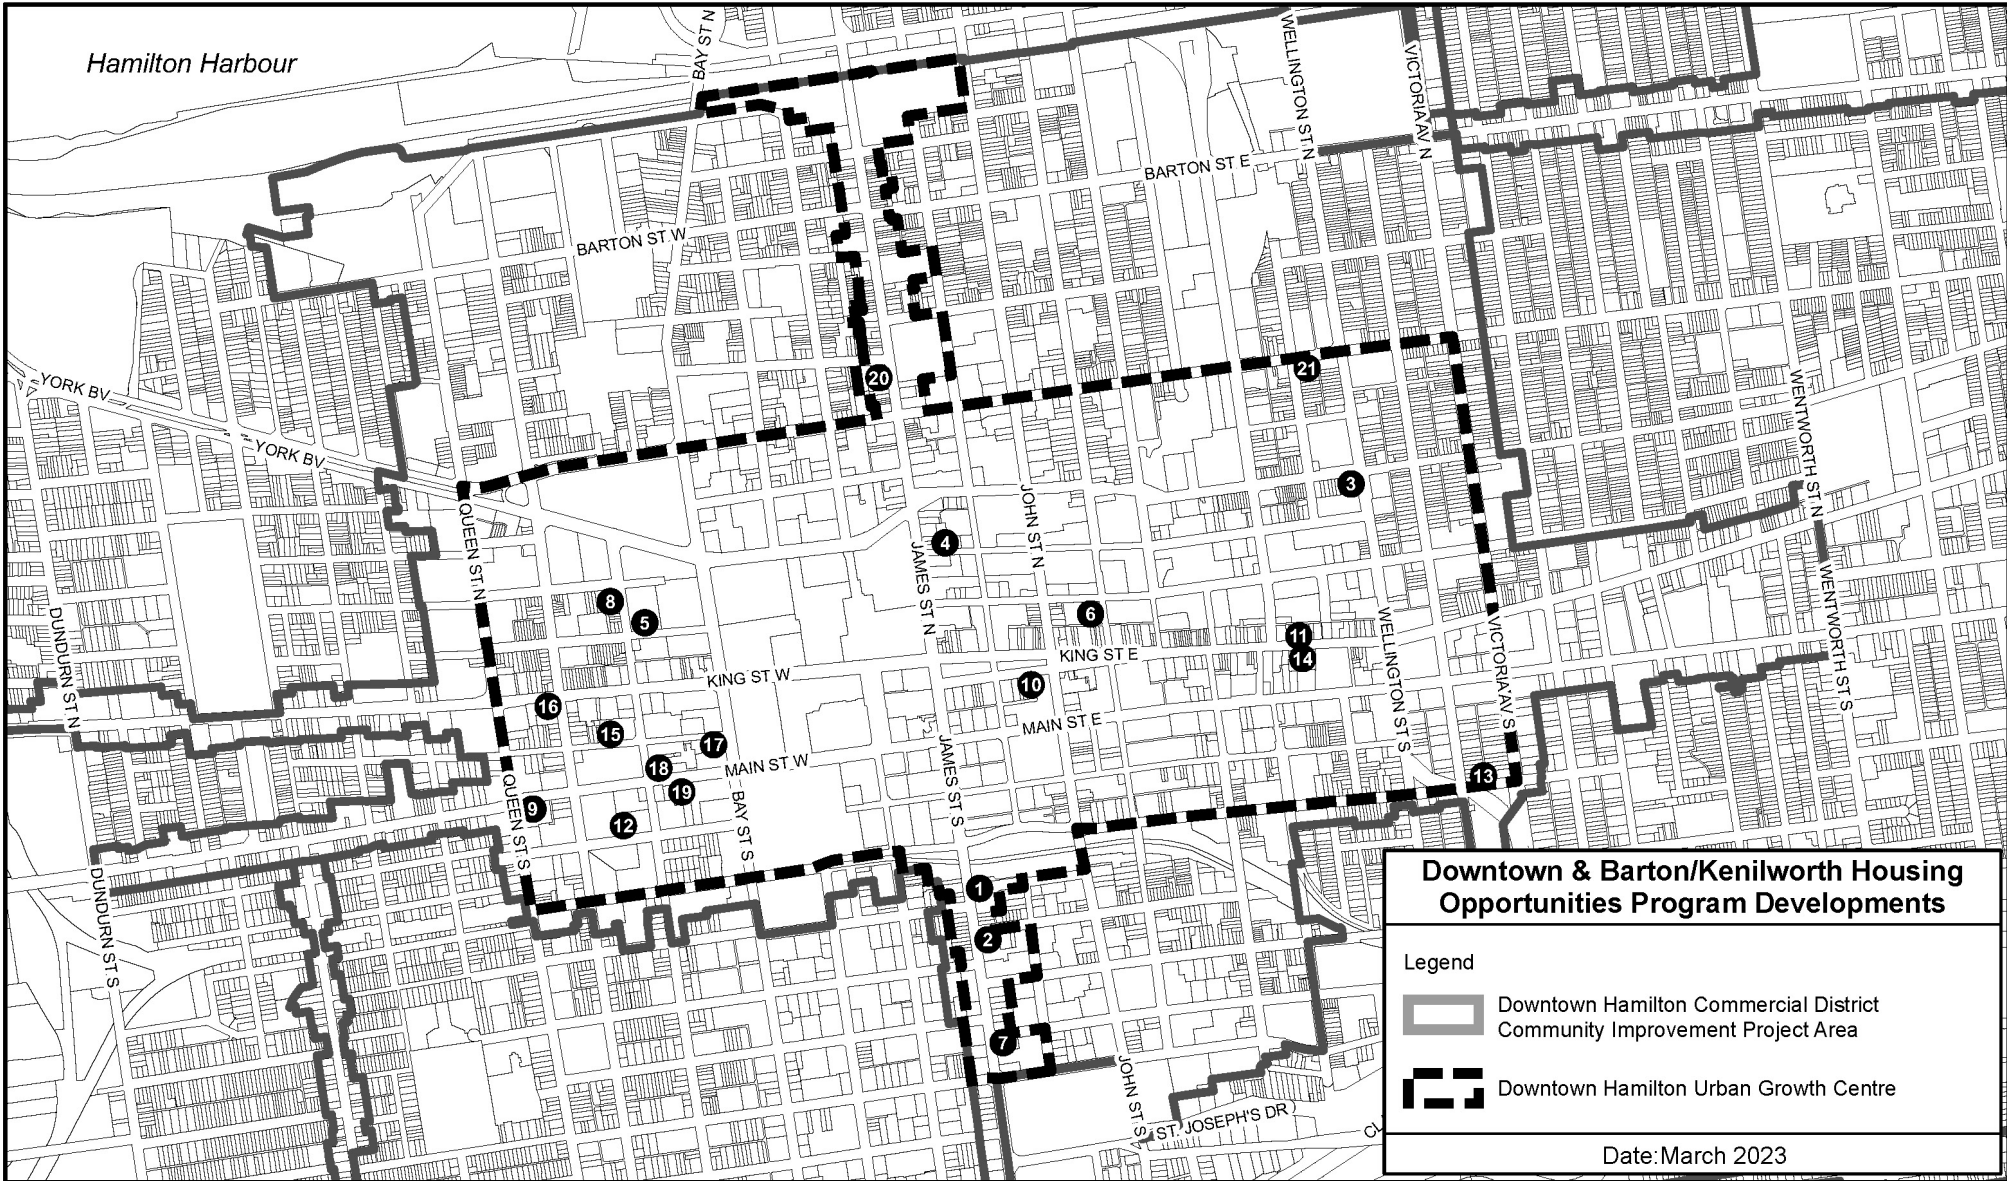 Hamilton Harbour
BAY ST N
WELLINGTON ST N
VICTORIA AV N
BARTON ST E
BARTON ST W
YORK BV
YORK BV
QUEEN ST N
JAMES ST N
JOHN ST N
WENTWORTH ST N
WENTWORTH ST S
DUNDURN ST N
KING ST W
KING ST E
MAIN ST E
MAIN ST W
WELLINGTON ST S
VICTORIA AV S
QUEEN ST S
BAY ST S
JAMES ST S
DUNDURN ST S
JOHN ST S
ST. JOSEPH'S DR
20
21
3
4
8
5
6
11
14
10
16
15
17
18
19
9
12
13
1
2
7
Downtown & Barton/Kenilworth Housing
Opportunities Program Developments
Legend
Downtown Hamilton Commercial District
Community Improvement Project Area
Downtown Hamilton Urban Growth Centre
Date:March 2023